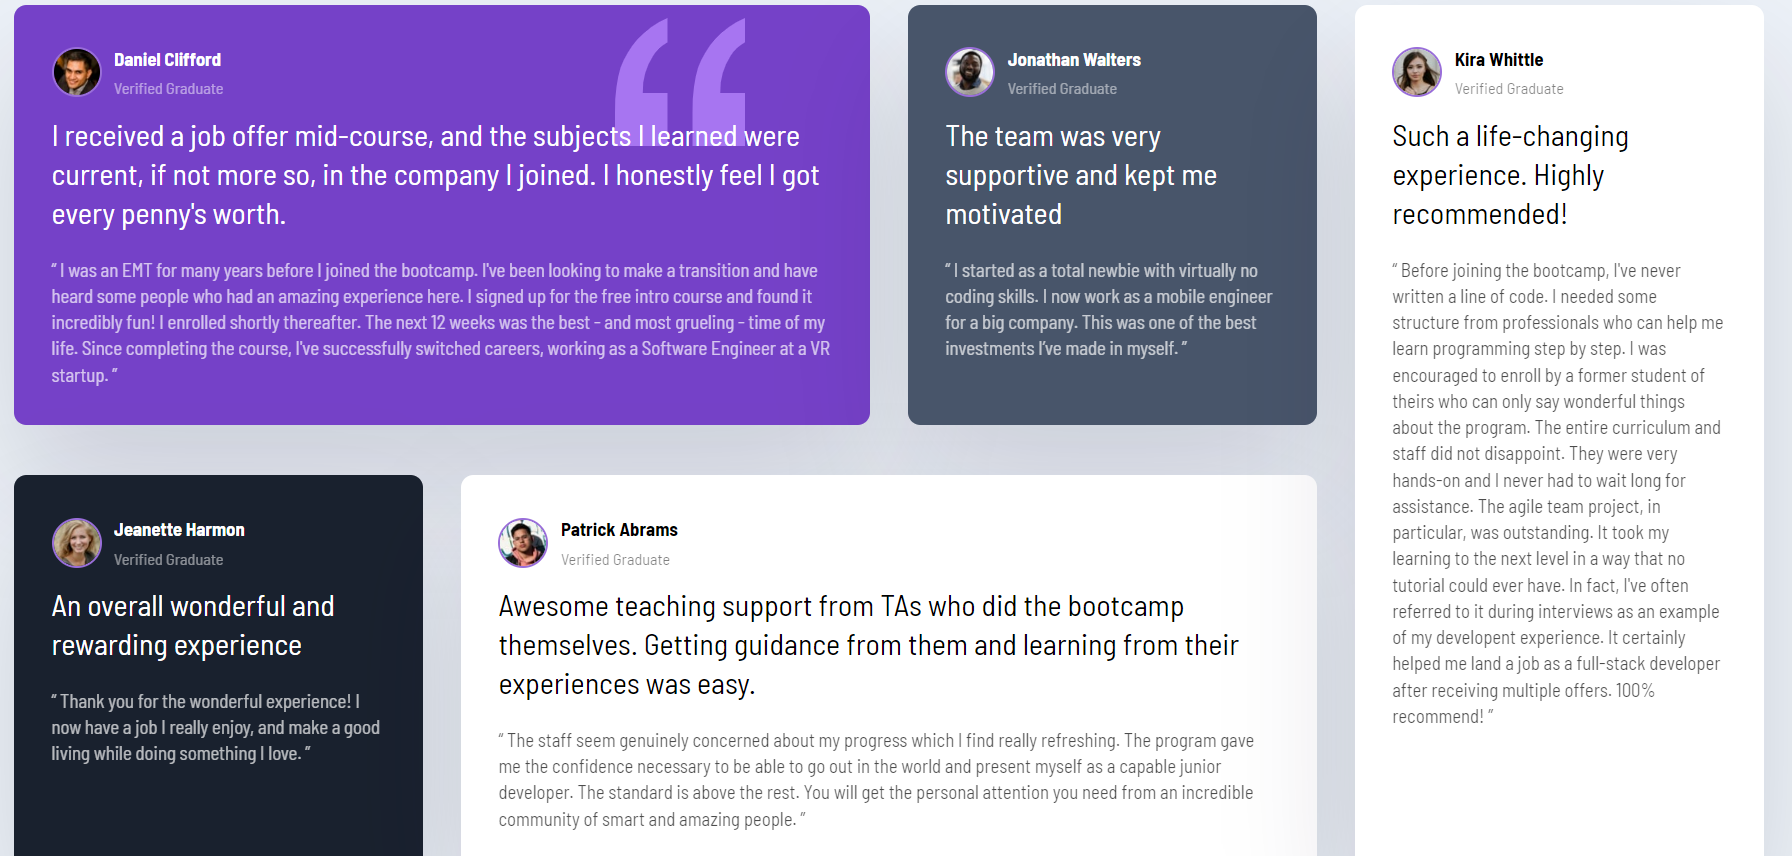 Daniel Clifford
Verified Graduate
I received a job offer mid-course, and the subjects I learned were
current, if not more so, in the company I joined. I honestly feel I got
every penny's worth.
“ I was an EMT for many years before I joined the bootcamp. I've been looking to make a transition and have
heard some people who had an amazing experience here. I signed up for the free intro course and found it
incredibly fun! I enrolled shortly thereafter. The next 12 weeks was the best - and most grueling - time of my
life. Since completing the course, I've successfully switched careers, working as a Software Engineer at a VR
startup. ”
Jonathan Walters
Verified Graduate
The team was very
supportive and kept me
motivated
“ I started as a total newbie with virtually no
coding skills. I now work as a mobile engineer
for a big company. This was one of the best
investments I've made in myself. ”
Kira Whittle
Verified Graduate
Such a life-changing
experience. Highly
recommended!
“ Before joining the bootcamp, I've never
written a line of code. I needed some
structure from professionals who can help me
learn programming step by step. I was
encouraged to enroll by a former student of
theirs who can only say wonderful things
about the program. The entire curriculum and
staff did not disappoint. They were very
hands-on and I never had to wait long for
assistance. The agile team project, in
particular, was outstanding. It took my
learning to the next level in a way that no
tutorial could ever have. In fact, I've often
referred to it during interviews as an example
of my developent experience. It certainly
helped me land a job as a full-stack developer
after receiving multiple offers. 100%
recommend! ”
Jeanette Harmon
Verified Graduate
An overall wonderful and
rewarding experience
“ Thank you for the wonderful experience! I
now have a job I really enjoy, and make a good
living while doing something I love. ”
Patrick Abrams
Verified Graduate
Awesome teaching support from TAs who did the bootcamp
themselves. Getting guidance from them and learning from their
experiences was easy.
“ The staff seem genuinely concerned about my progress which I find really refreshing. The program gave
me the confidence necessary to be able to go out in the world and present myself as a capable junior
developer. The standard is above the rest. You will get the personal attention you need from an incredible
community of smart and amazing people. ”